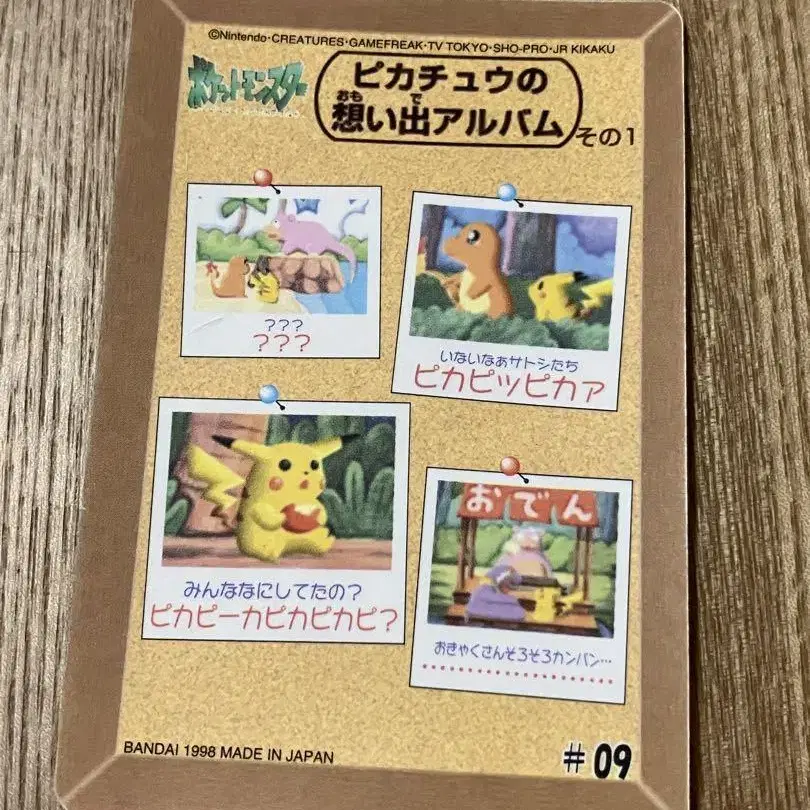 ©Nintendo・CREATURES・GAMEFREAK・TV TOKYO・SHO-PRO・JR KIKAKU
ポケットモンスター
ピカチュウの
おも で
想い出アルバム
その1
???
???
いないなぁサトシたち
ピカピッピカァ
みんななにしてたの?
ピカピーカピカピカピ?
おでん
おきゃくさんそろそろカンバン…
BANDAI 1998 MADE IN JAPAN
# 09